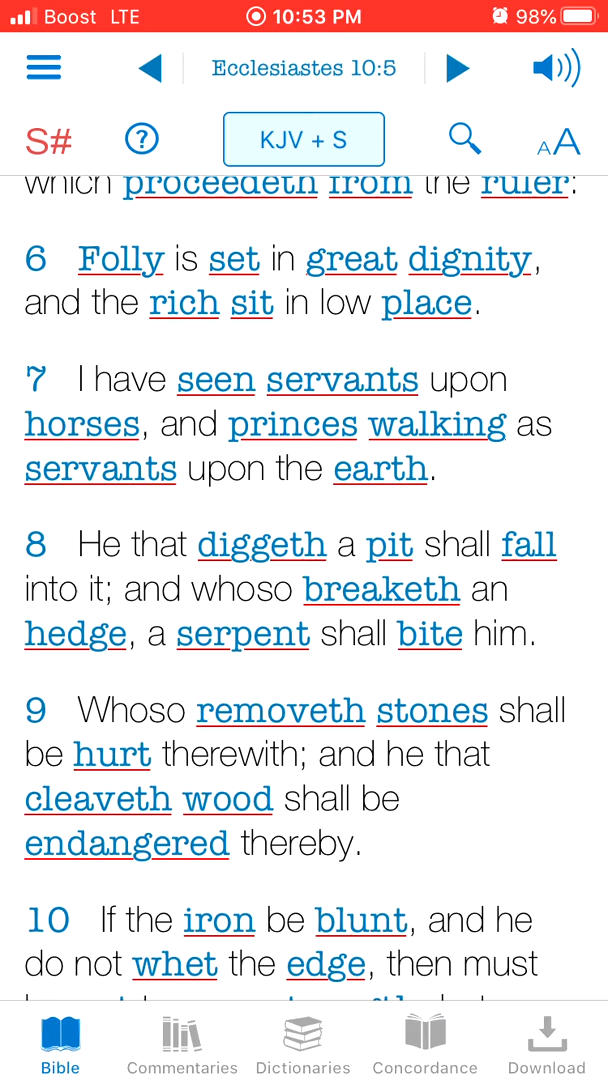 Boost LTE 10:53 PM 98%
Ecclesiastes 10:5
S# ? KJV + S AA
which proceedeth from the ruler:
6 Folly is set in great dignity,
and the rich sit in low place.
7 I have seen servants upon
horses, and princes walking as
servants upon the earth.
8 He that diggeth a pit shall fall
into it; and whoso breaketh an
hedge, a serpent shall bite him.
9 Whoso removeth stones shall
be hurt therewith; and he that
cleaveth wood shall be
endangered thereby.
10 If the iron be blunt, and he
do not whet the edge, then must
Bible Commentaries Dictionaries Concordance Download